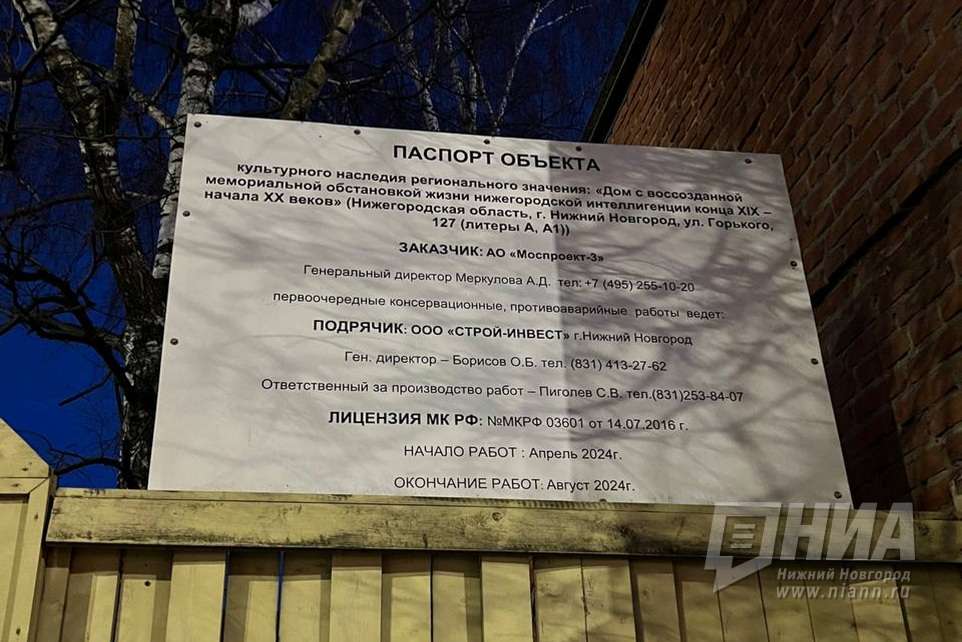 ПАСПОРТ ОБЪЕКТА
культурного наследия регионального значения: «Дом с воссозданной
мемориальной обстановкой жизни нижегородской интеллигенции конца XIX –
начала XX веков» (Нижегородская область, г. Нижний Новгород, ул. Горького,
127 (литеры А, А1))
ЗАКАЗЧИК: АО «Моспроект-3»
Генеральный директор Меркулова А.Д. тел: +7 (495) 255-10-20
первоочередные консервационные, противоаварийные работы ведет:
ПОДРЯЧИК: ООО «СТРОЙ-ИНВЕСТ» г.Нижний Новгород
Ген. директор – Борисов О.Б. тел. (831) 413-27-62
Ответственный за производство работ – Пиголев С.В. тел.(831)253-84-07
ЛИЦЕНЗИЯ МК РФ: №МКРФ 03601 от 14.07.2016 г.
НАЧАЛО РАБОТ : Апрель 2024г.
ОКОНЧАНИЕ РАБОТ: Август 2024г.
НИА
Нижний Новгород
www.niann.ru